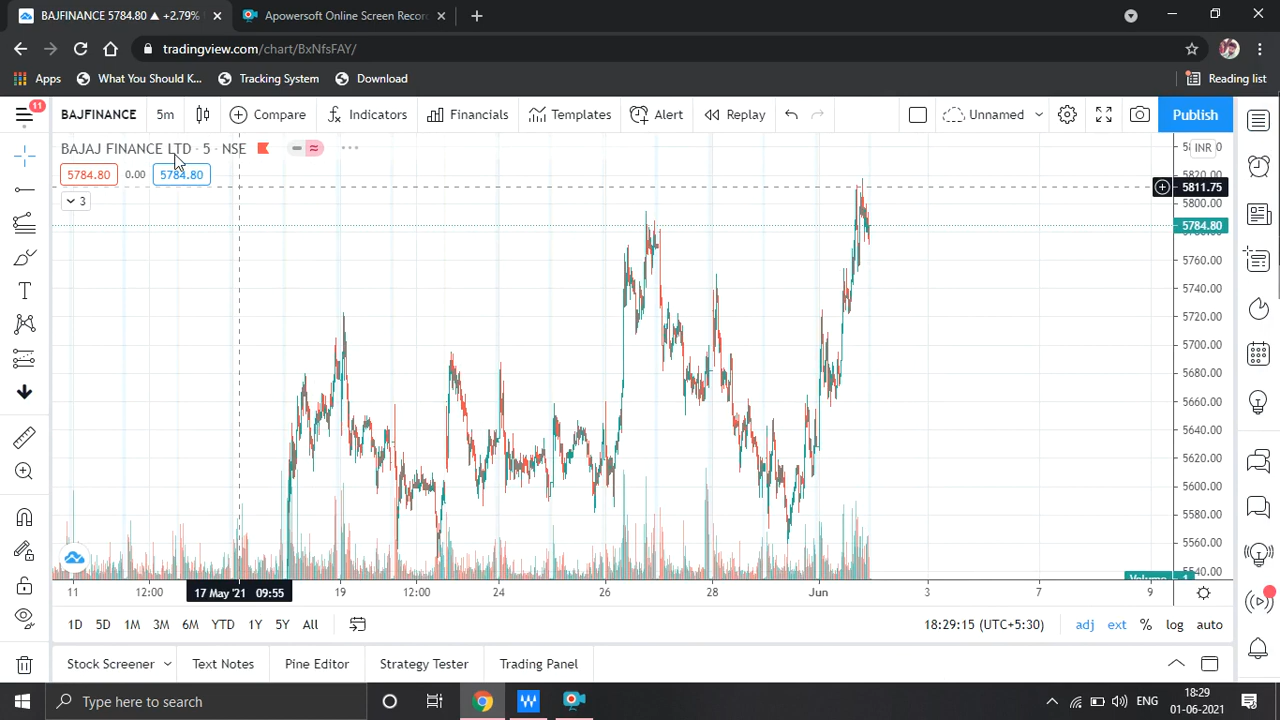 BAJFINANCE 5784.80 ▲ +2.79%
Apowersoft Online Screen Recor
tradingview.com/chart/BxNfsFAY/
Apps What You Should K... Tracking System Download Reading list
11
BAJFINANCE 5m Compare Indicators Financials Templates Alert Replay Unnamed Publish
BAJAJ FINANCE LTD · 5 · NSE
INR
5784.80 0.00 5784.80
3
5820.00
5811.75
5800.00
5784.80
5760.00
5740.00
5720.00
5700.00
5680.00
5660.00
5640.00
5620.00
5600.00
5580.00
5560.00
5540.00
Volume 1
11 12:00 17 May '21 09:55 19 12:00 24 26 28 Jun 3 7 9
1D 5D 1M 3M 6M YTD 1Y 5Y All 18:29:15 (UTC+5:30) adj ext % log auto
Stock Screener Text Notes Pine Editor Strategy Tester Trading Panel
Type here to search
ENG
18:29
01-06-2021